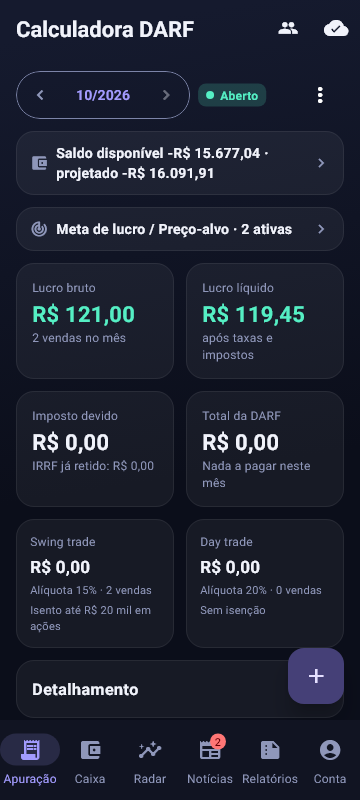 Calculadora DARF
10/2026
Aberto
Saldo disponível -R$ 15.677,04 ·
projetado -R$ 16.091,91
Meta de lucro / Preço-alvo · 2 ativas
Lucro bruto
R$ 121,00
2 vendas no mês
Lucro líquido
R$ 119,45
após taxas e
impostos
Imposto devido
R$ 0,00
IRRF já retido: R$ 0,00
Total da DARF
R$ 0,00
Nada a pagar neste
mês
Swing trade
R$ 0,00
Alíquota 15% · 2 vendas
Isento até R$ 20 mil em
ações
Day trade
R$ 0,00
Alíquota 20% · 0 vendas
Sem isenção
Detalhamento
+
2
Apuração
Caixa
Radar
Notícias
Relatórios
Conta